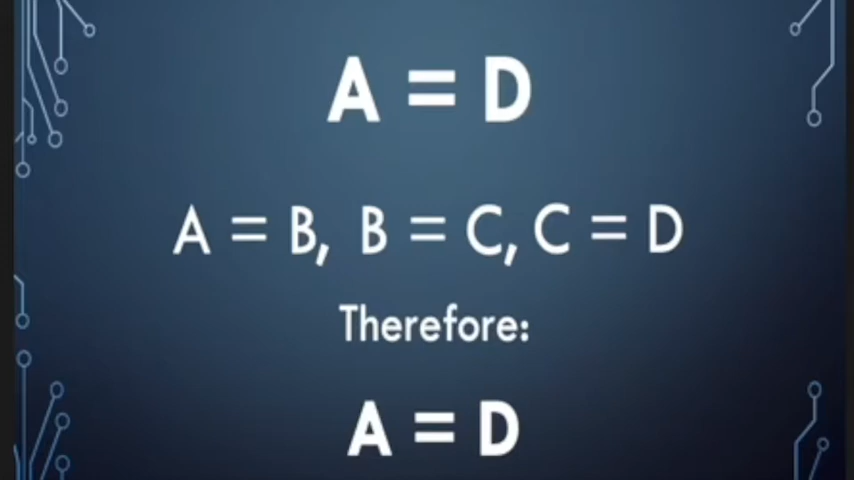 A = D
A = B, B = C, C = D
Therefore:
A = D